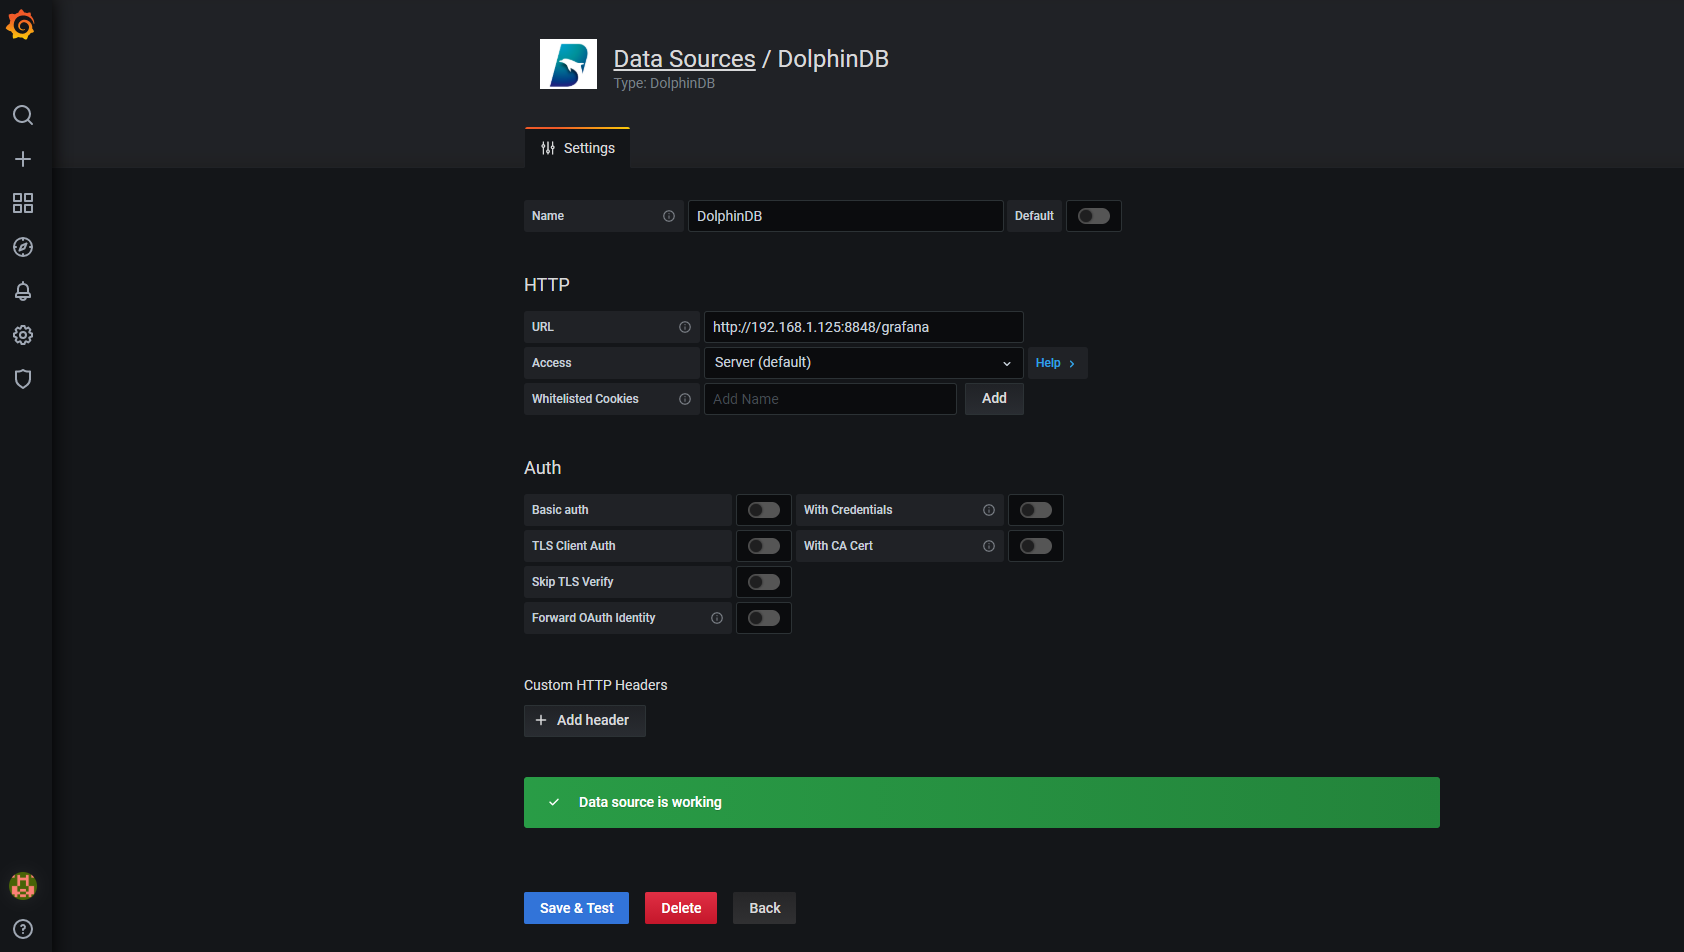 Data Sources / DolphinDB
Type: DolphinDB
Settings
Name DolphinDB Default
HTTP
URL http://192.168.1.125:8848/grafana
Access Server (default) Help
Whitelisted Cookies Add Name Add
Auth
Basic auth With Credentials
TLS Client Auth With CA Cert
Skip TLS Verify
Forward OAuth Identity
Custom HTTP Headers
Add header
Data source is working
Save & Test Delete Back